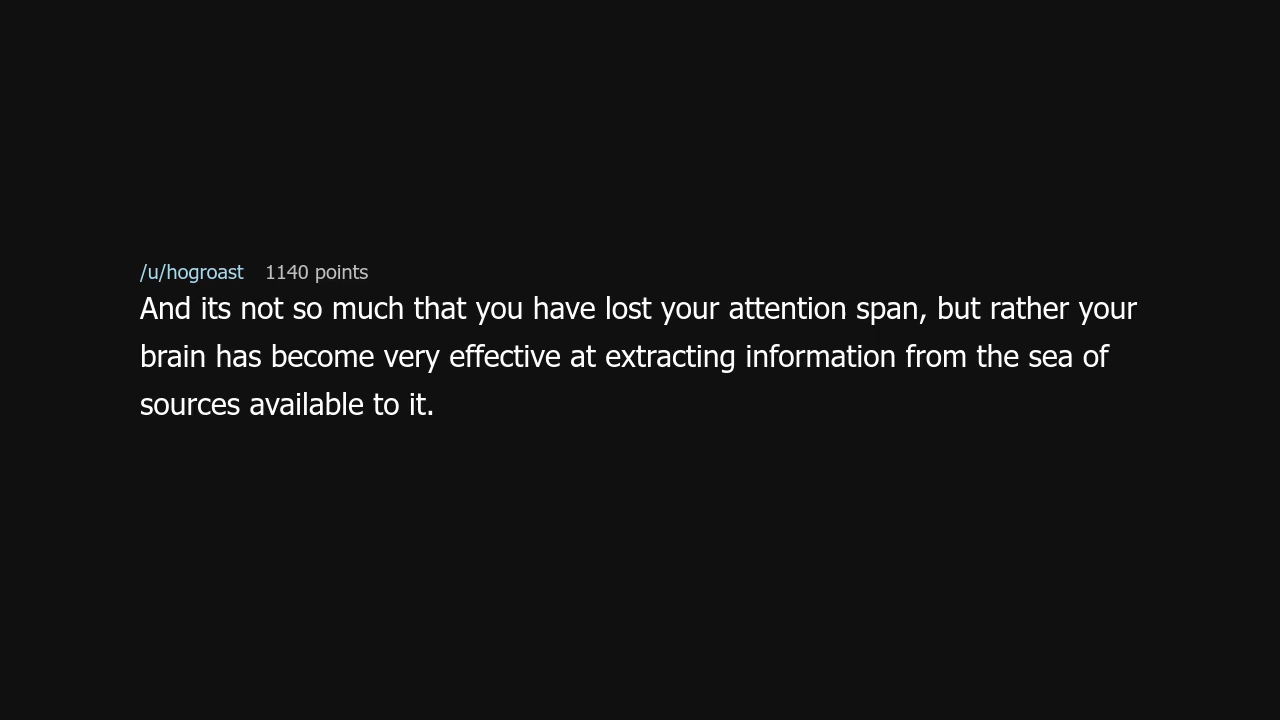 /u/hogroast 1140 points
And its not so much that you have lost your attention span, but rather your
brain has become very effective at extracting information from the sea of
sources available to it.